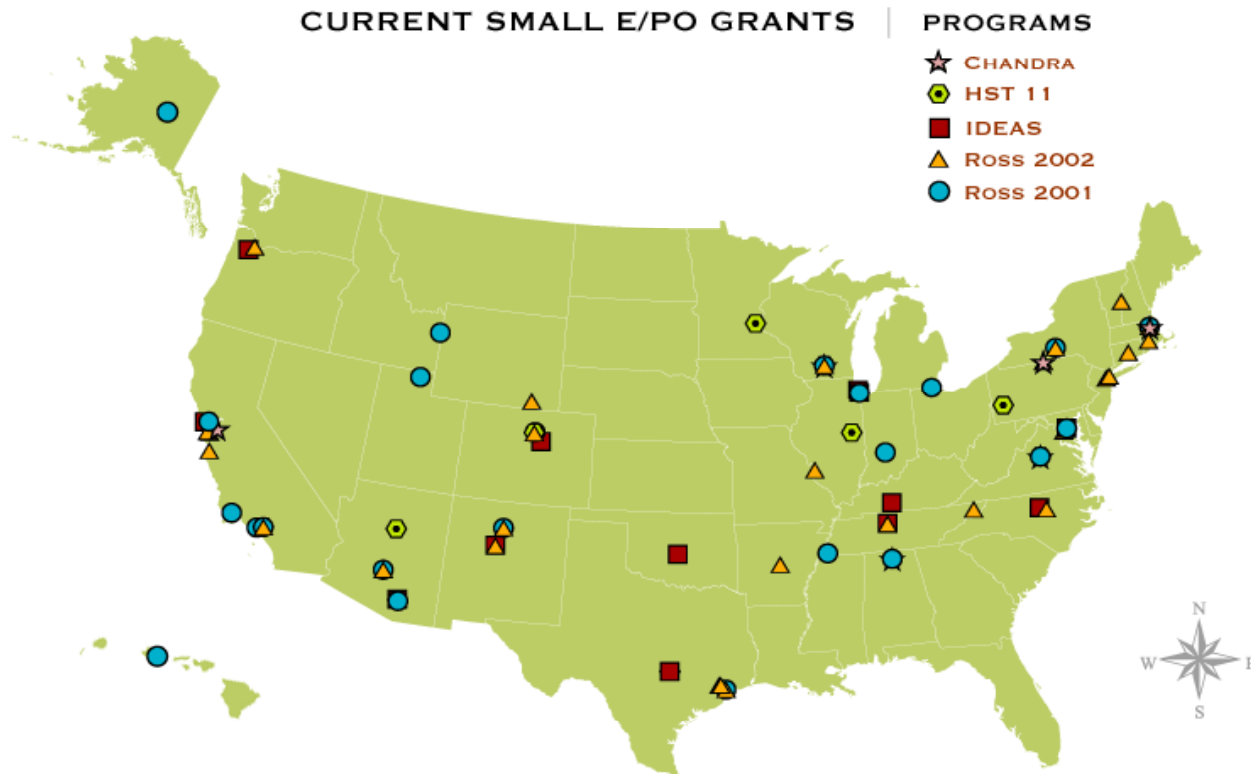 CURRENT SMALL E/PO GRANTS
PROGRAMS
CHANDRA
HST 11
IDEAS
ROSS 2002
ROSS 2001
N
W E
S